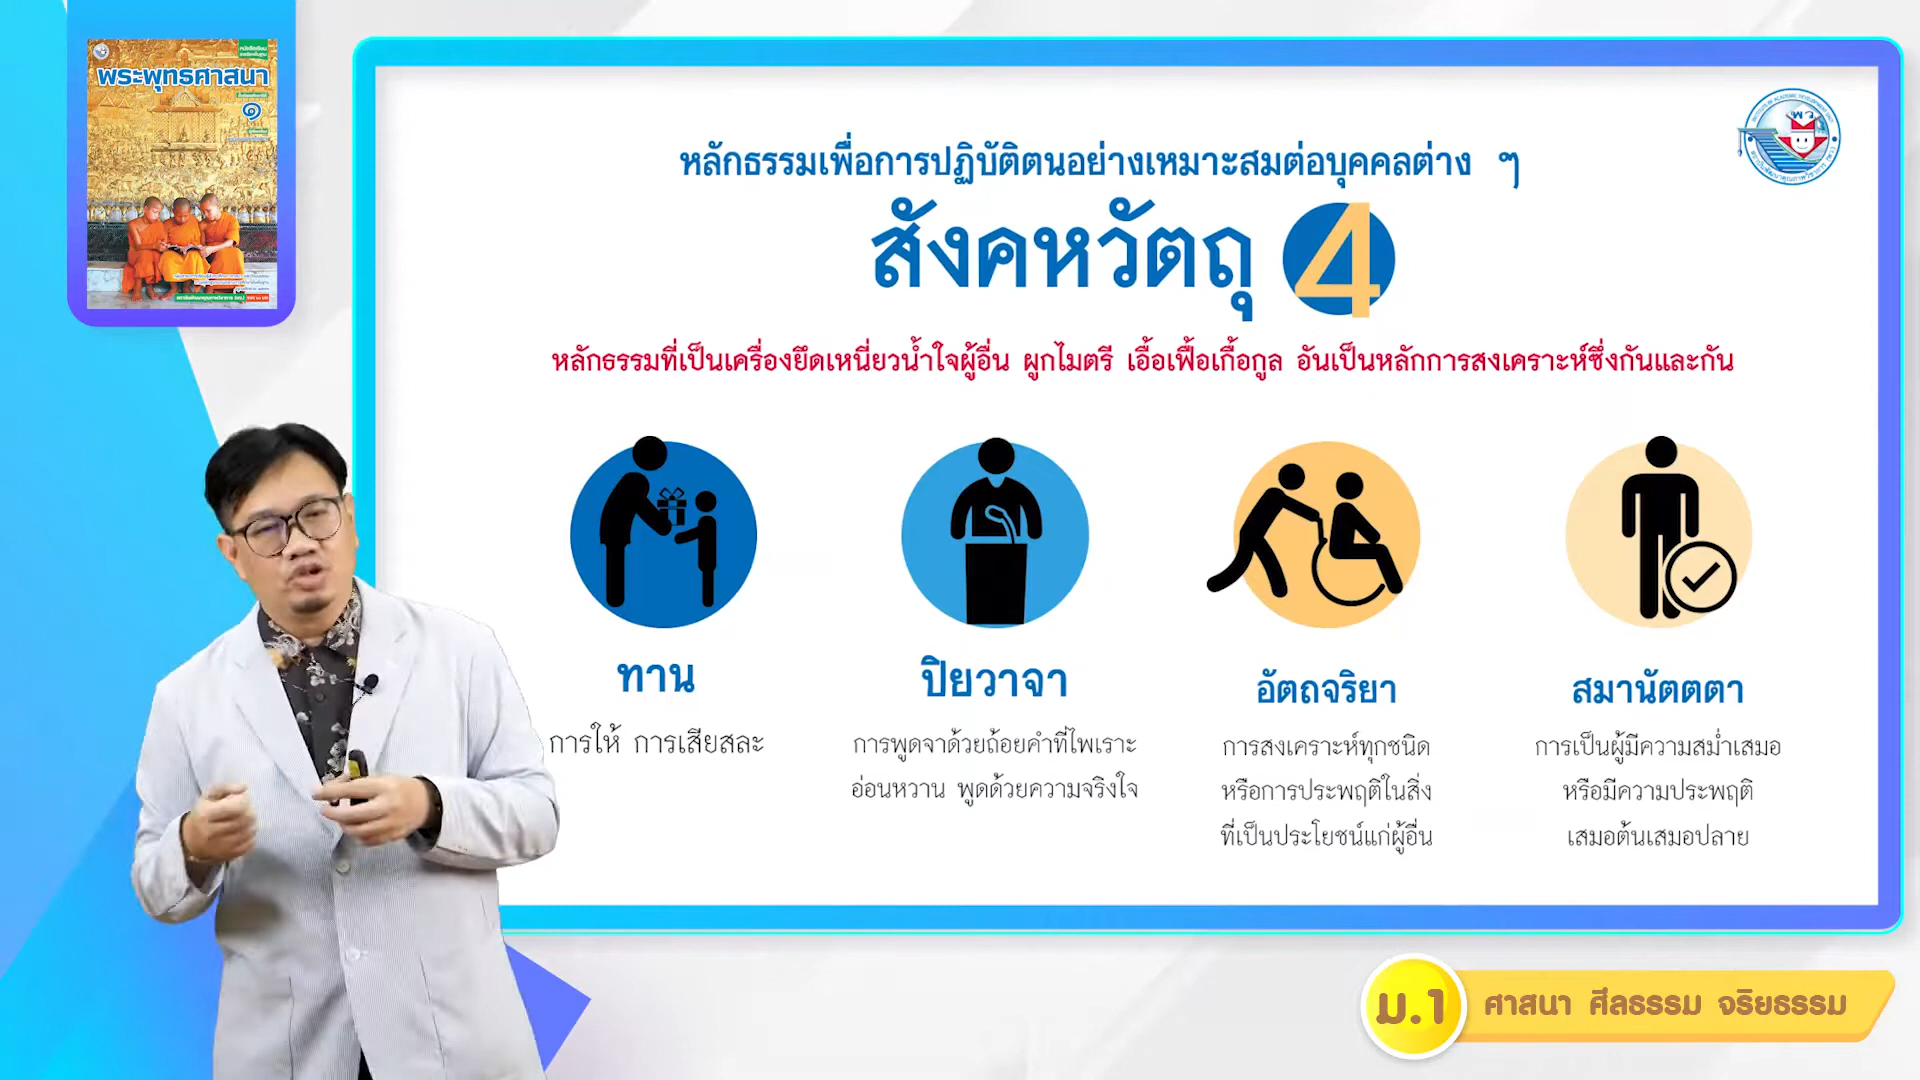 หนังสือเรียน
พระพุทธศาสนา
๑
หลักธรรมเพื่อการปฏิบัติตนอย่างเหมาะสมต่อบุคคลต่าง ๆ
สังคหวัตถุ 4
หลักธรรมที่เป็นเครื่องยึดเหนี่ยวน้ำใจผู้อื่น ผูกไมตรี เอื้อเฟื้อเกื้อกูล อันเป็นหลักการสงเคราะห์ซึ่งกันและกัน
ทาน
การให้ การเสียสละ
ปิยวาจา
การพูดจาด้วยถ้อยคำที่ไพเราะ
อ่อนหวาน พูดด้วยความจริงใจ
อัตถจริยา
การสงเคราะห์ทุกชนิด
หรือการประพฤติในสิ่ง
ที่เป็นประโยชน์แก่ผู้อื่น
สมานัตตตา
การเป็นผู้มีความสม่ำเสมอ
หรือมีความประพฤติ
เสมอต้นเสมอปลาย
พว
ม.1 ศาสนา ศีลธรรม จริยธรรม